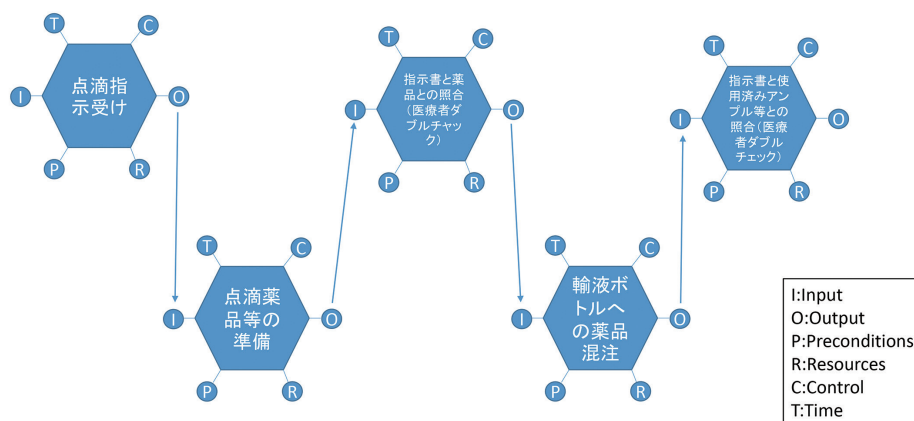 T
C
点滴指
示受け
I
O
P
R
T
C
点滴薬
品等の
準備
I
O
P
R
T
C
指示書と薬
品との照合
(医療者ダ
ブルチャッ
ク)
I
O
P
R
T
C
輸液ボ
トルへ
の薬品
混注
I
O
P
R
T
C
指示書と使
用済みアン
プル等との
照合(医療
者ダブル
チェック)
I
O
P
R
I:Input
O:Output
P:Preconditions
R:Resources
C:Control
T:Time